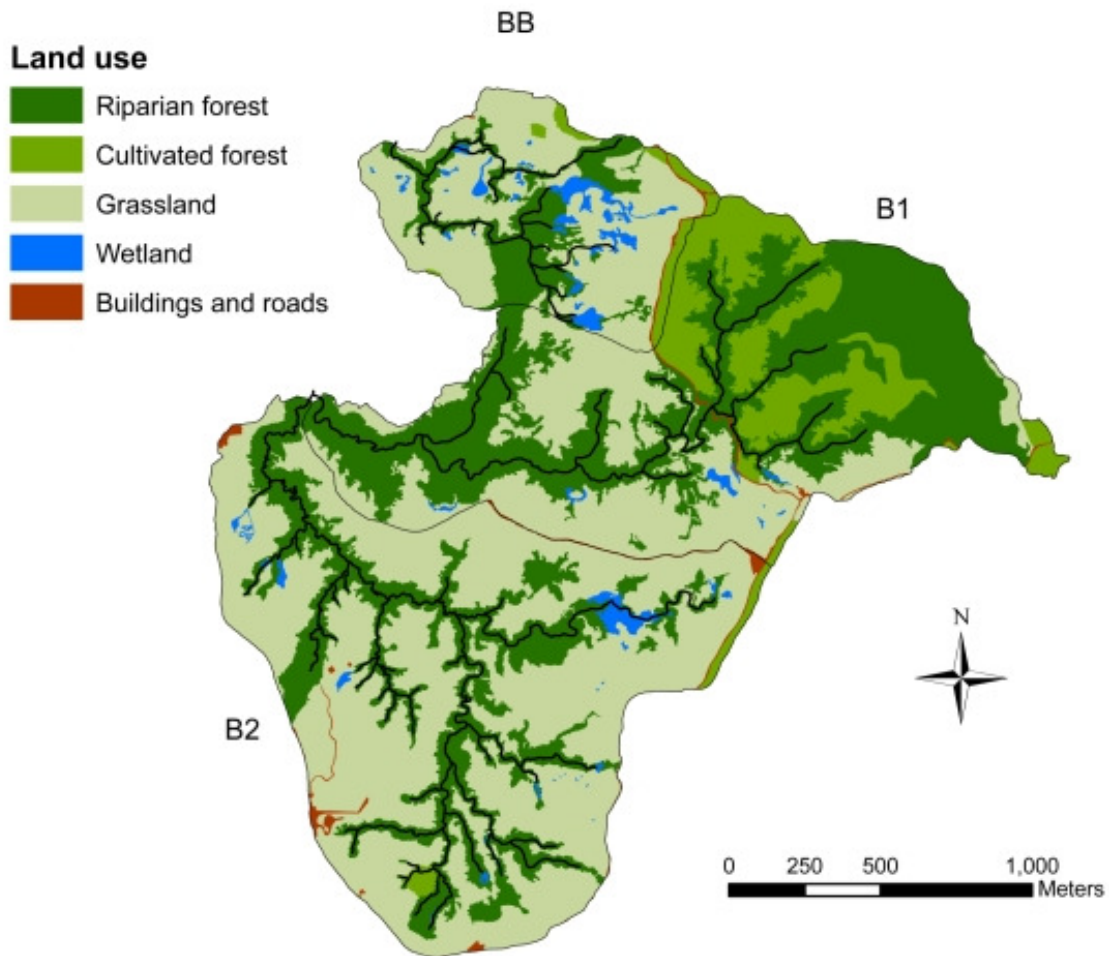 BB
Land use
Riparian forest
Cultivated forest
Grassland
Wetland
Buildings and roads
B1
N
B2
0 250 500 1,000
Meters